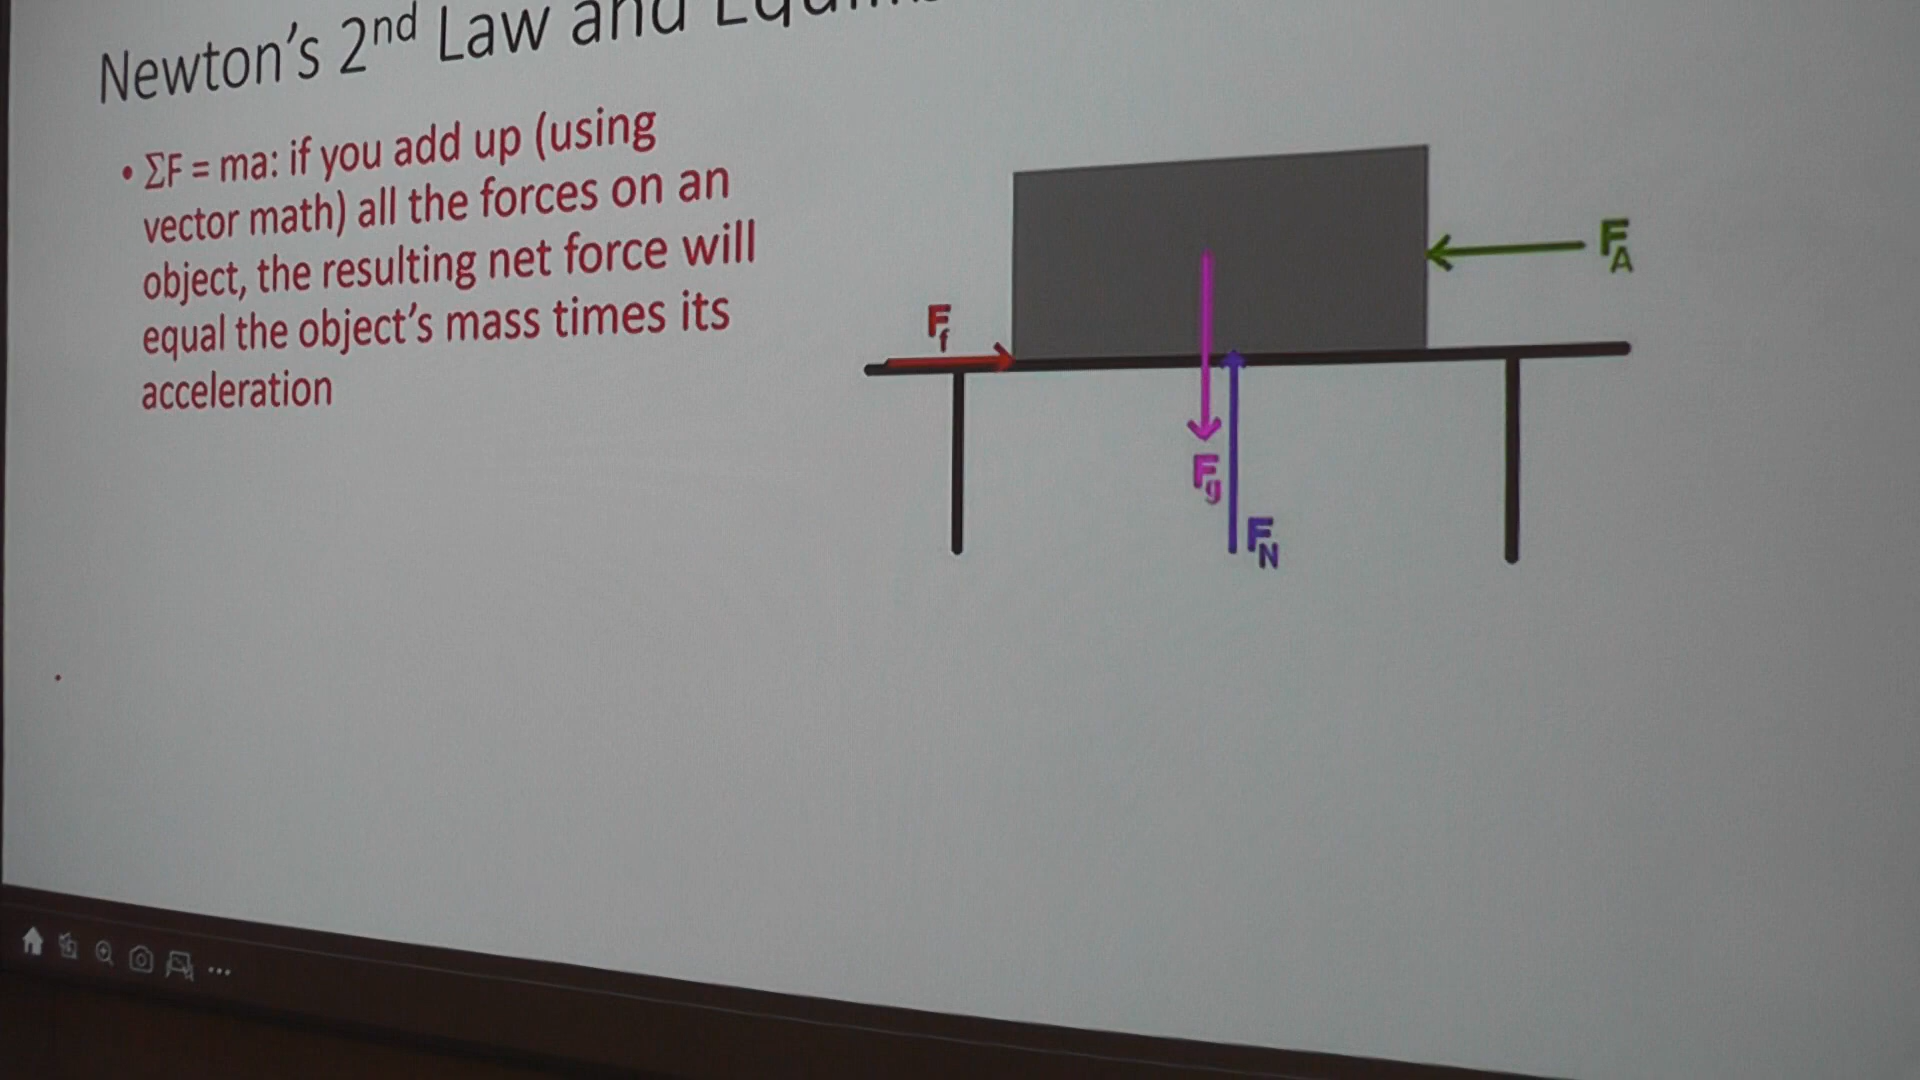 Newton's 2nd Law and
• ΣF = ma: if you add up (using
vector math) all the forces on an
object, the resulting net force will
equal the object's mass times its
acceleration
Ff
FA
Fg
FN